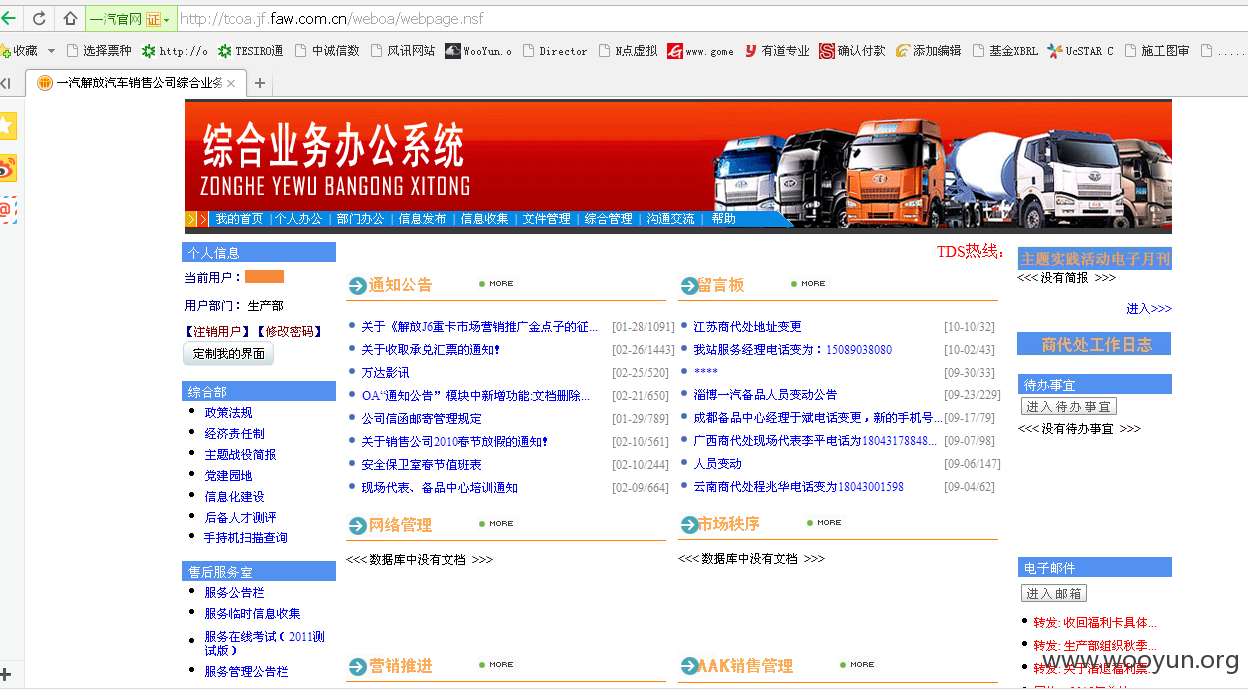 一汽官网 证 http://tcoa.jf.faw.com.cn/weboa/webpage.nsf
收藏 选择票种 http://o TESIRO通 中诚信数 风讯网站 WooYun.o Director N点虚拟 www.gome 有道专业 确认付款 添加编辑 基金XBRL UcSTAR C 施工图审 .....
一汽解放汽车销售公司综合业务
综合业务办公系统
ZONGHE YEWU BANGONG XITONG
我的首页 | 个人办公 | 部门办公 | 信息发布 | 信息收集 | 文件管理 | 综合管理 | 沟通交流 | 帮助
个人信息
当前用户：
用户部门： 生产部
【注销用户】【修改密码】
定制我的界面
综合部
政策法规
经济责任制
主题战役简报
党建园地
信息化建设
后备人才测评
手持机扫描查询
售后服务室
服务公告栏
服务临时信息收集
服务在线考试（2011测
试版）
服务管理公告栏
通知公告 MORE
关于《解放J6重卡市场营销推广金点子的征... [01-28/1091]
关于收取承兑汇票的通知! [02-26/1443]
万达影讯 [02-25/520]
OA“通知公告”模块中新增功能:文档删除... [02-21/650]
公司信函邮寄管理规定 [01-29/789]
关于销售公司2010春节放假的通知! [02-10/561]
安全保卫室春节值班表 [02-10/244]
现场代表、备品中心培训通知 [02-09/664]
网络管理 MORE
<<< 数据库中没有文档 >>>
营销推进 MORE
TDS热线：
留言板 MORE
江苏商代处地址变更 [10-10/32]
我站服务经理电话变为：15089038080 [10-02/43]
**** [09-30/33]
淄博一汽备品人员变动公告 [09-23/229]
成都备品中心经理于斌电话变更，新的手机号... [09-17/79]
广西商代处现场代表李平电话为18043178848... [09-07/98]
人员变动 [09-06/147]
云南商代处程兆华电话变为18043001598 [09-04/62]
市场秩序 MORE
<<< 数据库中没有文档 >>>
AAK销售管理 MORE
主题实践活动电子月刊
<<< 没有简报 >>>
进入>>>
商代处工作日志
待办事宜
进入待办事宜
<<< 没有待办事宜 >>>
电子邮件
进入邮箱
转发: 收回福利卡具体...
转发: 生产部组织秋季...
转发: 关于清退福利票...
www.wooyun.org